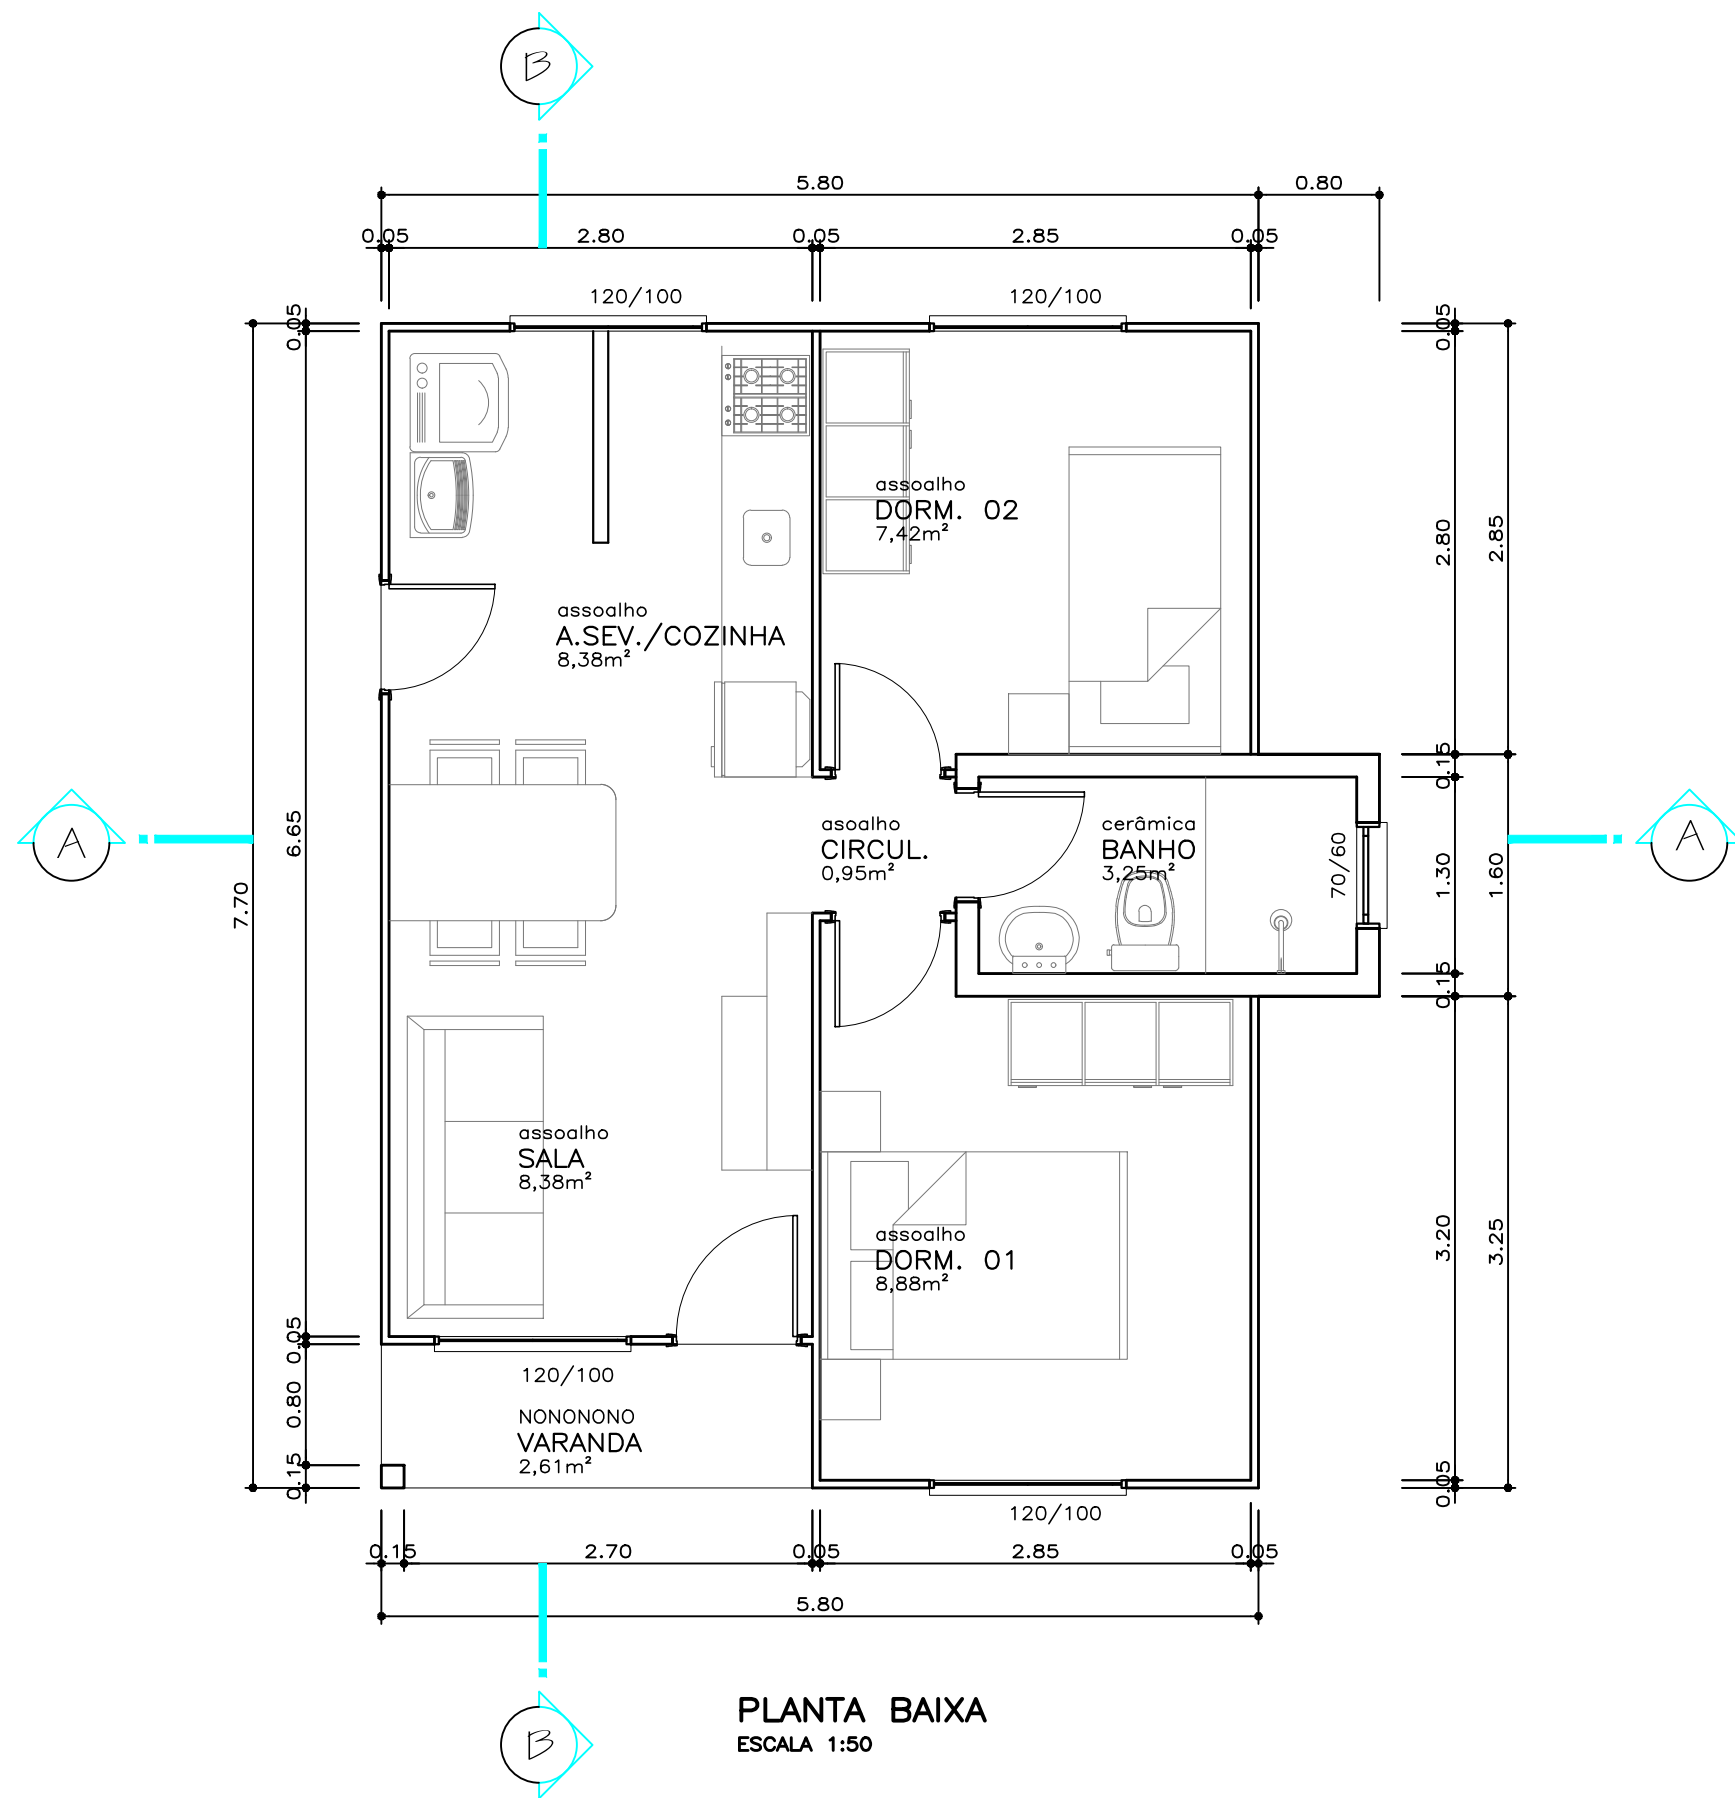 B
5.80
0.80
0.05
2.80
0.05
2.85
0.05
120/100
120/100
0.05
0.05
assoalho
DORM. 02
7,42m²
2.80
2.85
assoalho
A.SEV./COZINHA
8,38m²
0.15
A
6.65
7.70
asoalho
CIRCUL.
0,95m²
cerâmica
BANHO
3,25m²
70/60
1.30
1.60
A
0.15
assoalho
SALA
8,38m²
assoalho
DORM. 01
8,88m²
3.20
3.25
0.05
0.80
0.15
120/100
NONONONO
VARANDA
2,61m²
0.05
120/100
0.15
2.70
0.05
2.85
0.05
5.80
B
PLANTA BAIXA
ESCALA 1:50